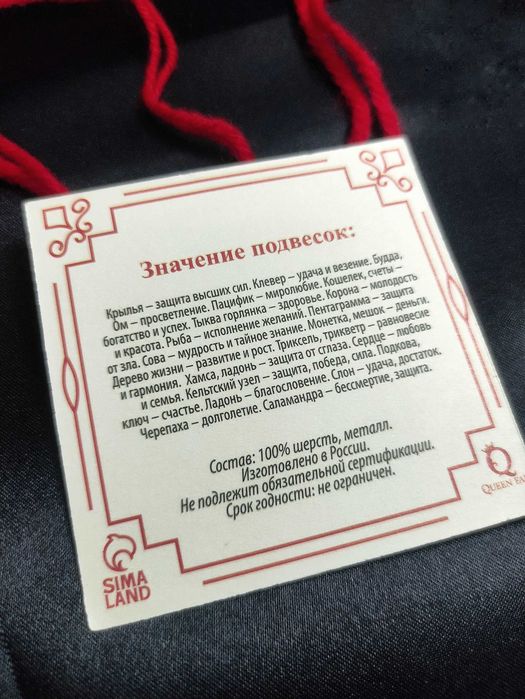 Значение подвесок:
Крылья – защита высших сил. Клевер – удача и везение. Будда,
Ом – просветление. Пацифик – миролюбие. Кошелек, счеты –
богатство и успех. Тыква горлянка – здоровье. Корона – молодость
и красота. Рыба – исполнение желаний. Пентаграмма – защита
от зла. Сова – мудрость и тайное знание. Монетка, мешок – деньги.
Дерево жизни – развитие и рост. Триксель, трикветр – равновесие
и гармония. Хамса, ладонь – защита от сглаза. Сердце – любовь
и семья. Кельтский узел – защита, победа, сила. Подкова,
ключ – счастье. Ладонь – благословение. Слон – удача, достаток.
Черепаха – долголетие. Саламандра – бессмертие, защита.
Состав: 100% шерсть, металл.
Изготовлено в России.
Не подлежит обязательной сертификации.
Срок годности: не ограничен.
SIMA
LAND
QUEEN FA